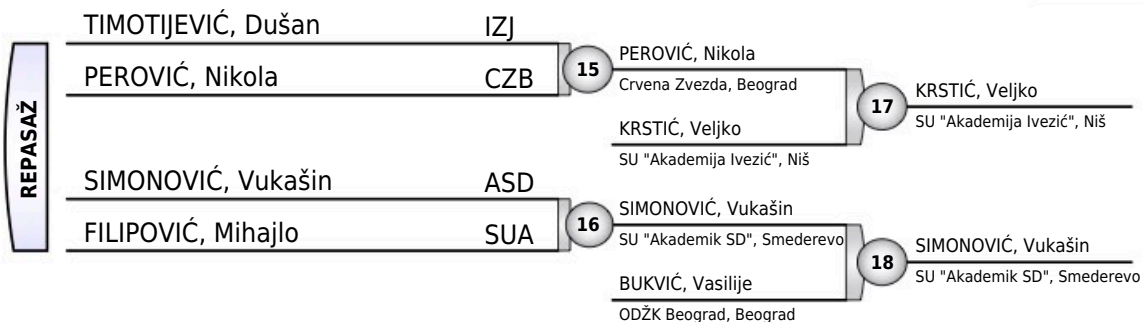 REPASAŽ
TIMOTIJEVIĆ, Dušan IZJ
PEROVIĆ, Nikola CZB
15
PEROVIĆ, Nikola
Crvena Zvezda, Beograd
KRSTIĆ, Veljko
SU "Akademija Ivezić", Niš
17
KRSTIĆ, Veljko
SU "Akademija Ivezić", Niš
SIMONOVIĆ, Vukašin ASD
FILIPOVIĆ, Mihajlo SUA
16
SIMONOVIĆ, Vukašin
SU "Akademik SD", Smederevo
BUKVIĆ, Vasilije
ODŽK Beograd, Beograd
18
SIMONOVIĆ, Vukašin
SU "Akademik SD", Smederevo